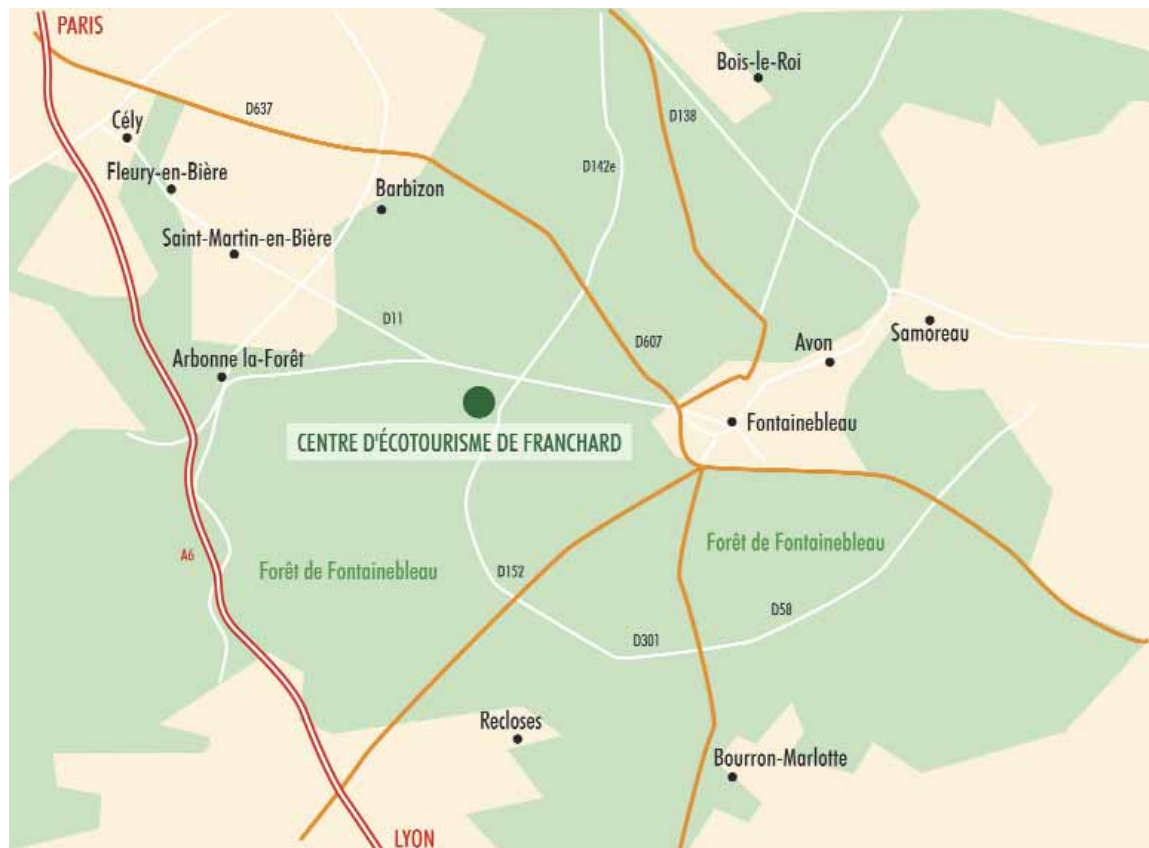 PARIS
Bois-le-Roi
D637
D138
Cély
D142e
Fleury-en-Bière
Barbizon
Saint-Martin-en-Bière
D11
D607
Samoreau
Avon
Arbonne la-Forêt
Fontainebleau
CENTRE D'ÉCOTOURISME DE FRANCHARD
A6
Forêt de Fontainebleau
Forêt de Fontainebleau
D152
D58
D301
Recloses
Bourron-Marlotte
LYON